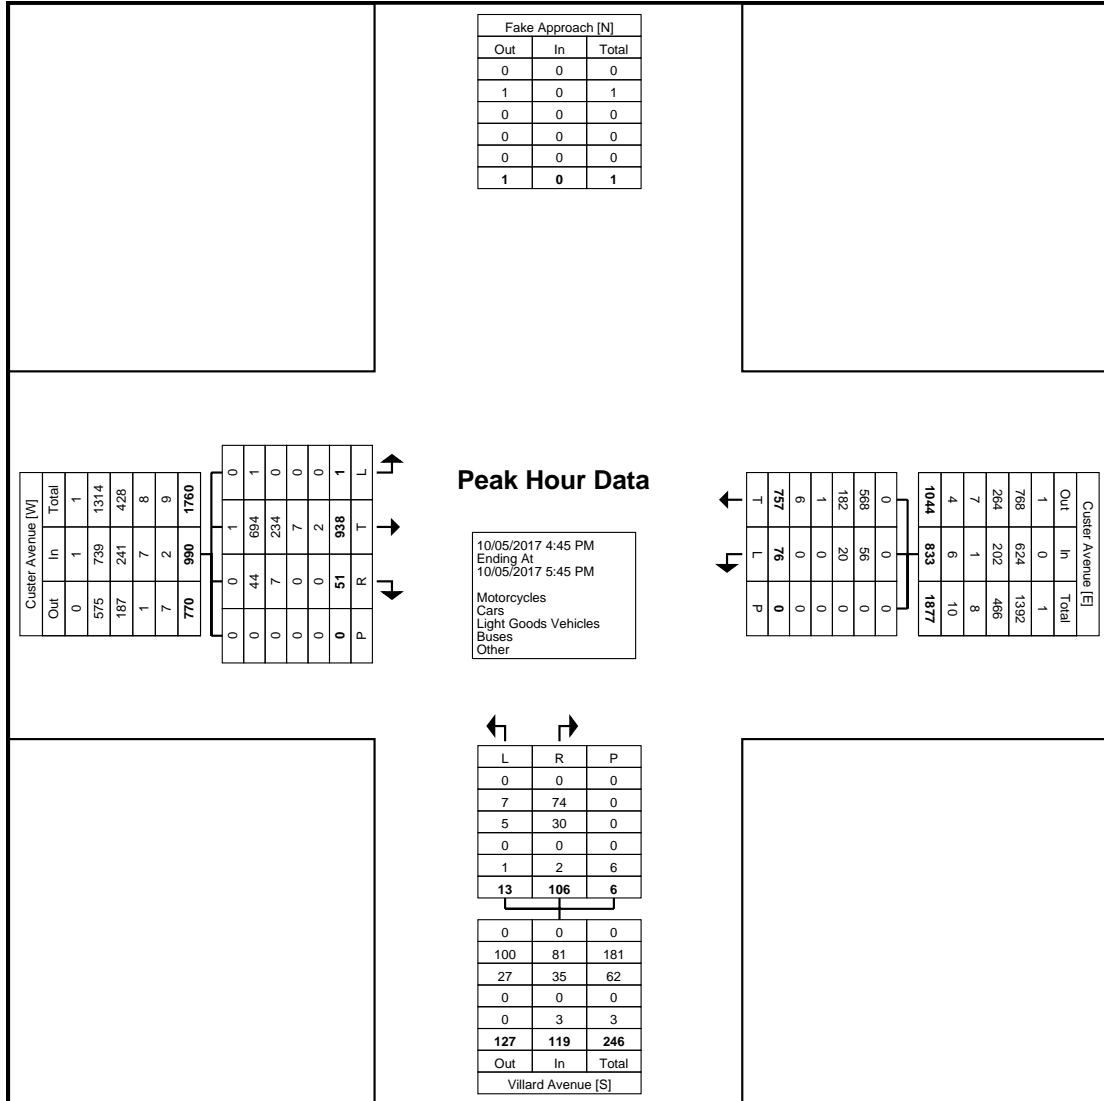 Fake Approach [N]
Out In Total
0 0 0
1 0 1
0 0 0
0 0 0
0 0 0
1 0 1
Custer Avenue [W]
Total 1 1314 428 8 9 1760
In 1 739 241 7 2 990
Out 0 575 187 1 7 770
0 1 0 0 0 1 L
1 694 234 7 2 938 T
0 44 7 0 0 51 R
0 0 0 0 0 0 P
Peak Hour Data
10/05/2017 4:45 PM
Ending At
10/05/2017 5:45 PM
Motorcycles
Cars
Light Goods Vehicles
Buses
Other
T 757 6 1 182 568 0
L 76 0 0 20 56 0
P 0 0 0 0 0 0
1044 4 7 264 768 1 Out
833 6 1 202 624 0 In
1877 10 8 466 1392 1 Total
Custer Avenue [E]
L R P
0 0 0
7 74 0
5 30 0
0 0 0
1 2 6
13 106 6
0 0 0
100 81 181
27 35 62
0 0 0
0 3 3
127 119 246
Out In Total
Villard Avenue [S]